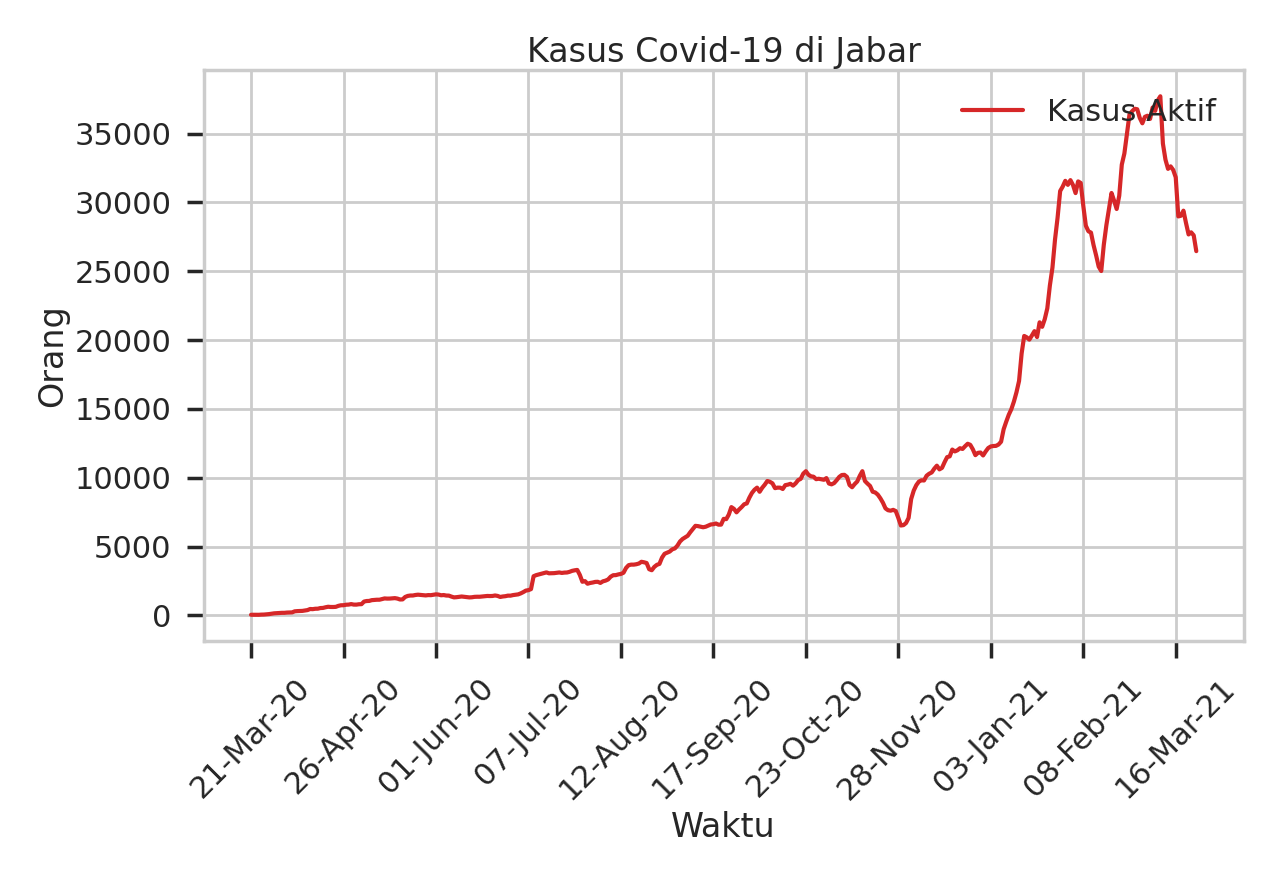 Kasus Covid-19 di Jabar
Kasus Aktif
Orang
35000
30000
25000
20000
15000
10000
5000
0
21-Mar-20
26-Apr-20
01-Jun-20
07-Jul-20
12-Aug-20
17-Sep-20
23-Oct-20
28-Nov-20
03-Jan-21
08-Feb-21
16-Mar-21
Waktu